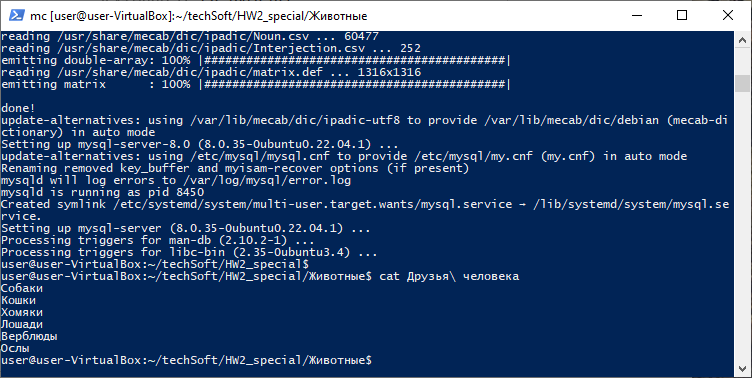 mc [user@user-VirtualBox]:~/techSoft/HW2_special/Животные
reading /usr/share/mecab/dic/ipadic/Noun.csv ... 60477
reading /usr/share/mecab/dic/ipadic/Interjection.csv ... 252
emitting double-array: 100% |###########################################|
reading /usr/share/mecab/dic/ipadic/matrix.def ... 1316x1316
emitting matrix      : 100% |###########################################|

done!
update-alternatives: using /var/lib/mecab/dic/ipadic-utf8 to provide /var/lib/mecab/dic/debian (mecab-di
ctionary) in auto mode
Setting up mysql-server-8.0 (8.0.35-0ubuntu0.22.04.1) ...
update-alternatives: using /etc/mysql/mysql.cnf to provide /etc/mysql/my.cnf (my.cnf) in auto mode
Renaming removed key_buffer and myisam-recover options (if present)
mysqld will log errors to /var/log/mysql/error.log
mysqld is running as pid 8450
Created symlink /etc/systemd/system/multi-user.target.wants/mysql.service → /lib/systemd/system/mysql.se
rvice.
Setting up mysql-server (8.0.35-0ubuntu0.22.04.1) ...
Processing triggers for man-db (2.10.2-1) ...
Processing triggers for libc-bin (2.35-0ubuntu3.4) ...
user@user-VirtualBox:~/techSoft/HW2_special$
user@user-VirtualBox:~/techSoft/HW2_special/Животные$ cat Друзья\ человека
Собаки
Кошки
Хомяки
Лошади
Верблюды
Ослы
user@user-VirtualBox:~/techSoft/HW2_special/Животные$